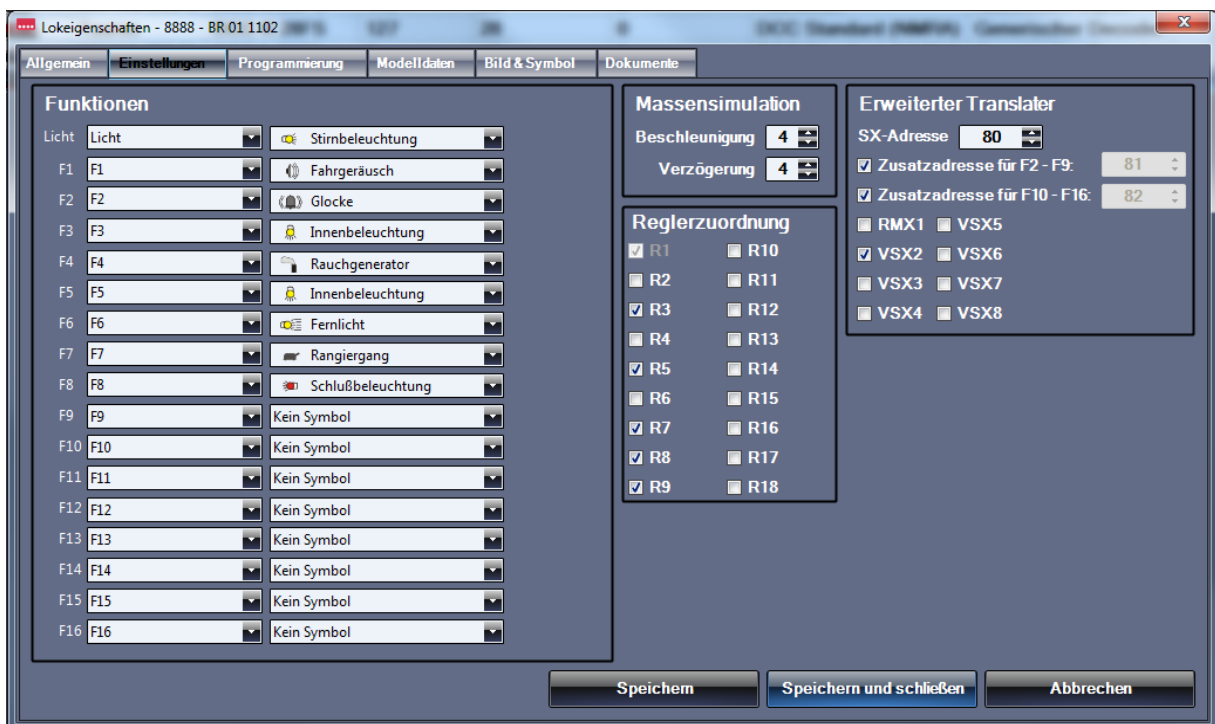 Lokeigenschaften - 8888 - BR 01 1102
Allgemein Einstellungen Programmierung Modelldaten Bild & Symbol Dokumente
Funktionen
Licht Licht Stirnbeleuchtung
F1 F1 Fahrgeräusch
F2 F2 Glocke
F3 F3 Innenbeleuchtung
F4 F4 Rauchgenerator
F5 F5 Innenbeleuchtung
F6 F6 Fernlicht
F7 F7 Rangiergang
F8 F8 Schlußbeleuchtung
F9 F9 Kein Symbol
F10 F10 Kein Symbol
F11 F11 Kein Symbol
F12 F12 Kein Symbol
F13 F13 Kein Symbol
F14 F14 Kein Symbol
F15 F15 Kein Symbol
F16 F16 Kein Symbol
Massensimulation
Beschleunigung 4
Verzögerung 4
Reglerzuordnung
R1 R10
R2 R11
R3 R12
R4 R13
R5 R14
R6 R15
R7 R16
R8 R17
R9 R18
Erweiterter Translater
SX-Adresse 80
Zusatzadresse für F2 - F9: 81
Zusatzadresse für F10 - F16: 82
RMX1 VSX5
VSX2 VSX6
VSX3 VSX7
VSX4 VSX8
Speichern Speichern und schließen Abbrechen